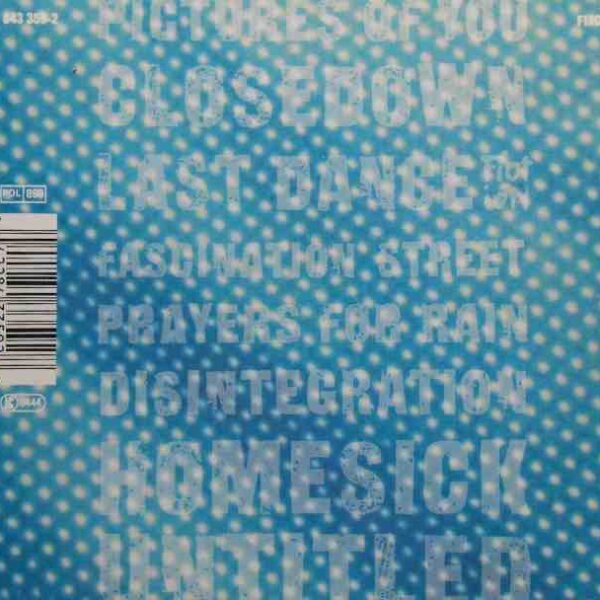 843 359-2
PICTURES OF YOU
CLOSEDOWN
LAST DANCE
FASCINATION STREET
PRAYERS FOR RAIN
DISINTEGRATION
HOMESICK
UNTITLED